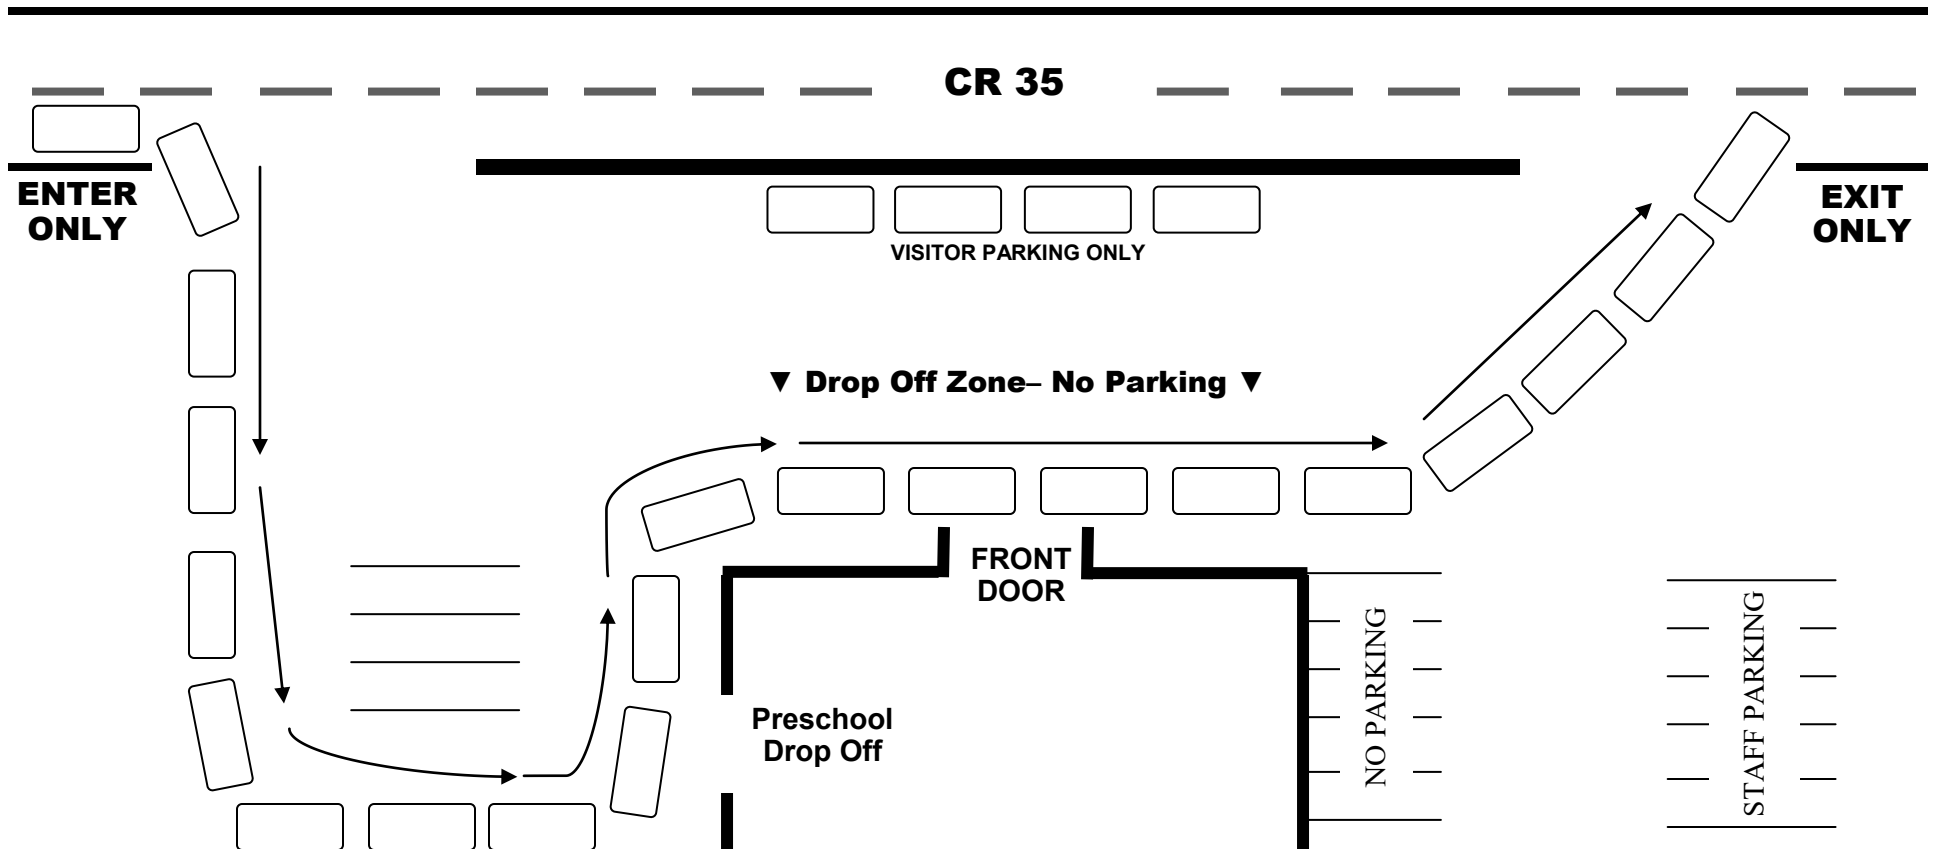 CR 35
ENTER
ONLY
EXIT
ONLY
VISITOR PARKING ONLY
▼ Drop Off Zone– No Parking ▼
FRONT
DOOR
Preschool
Drop Off
NO PARKING
STAFF PARKING